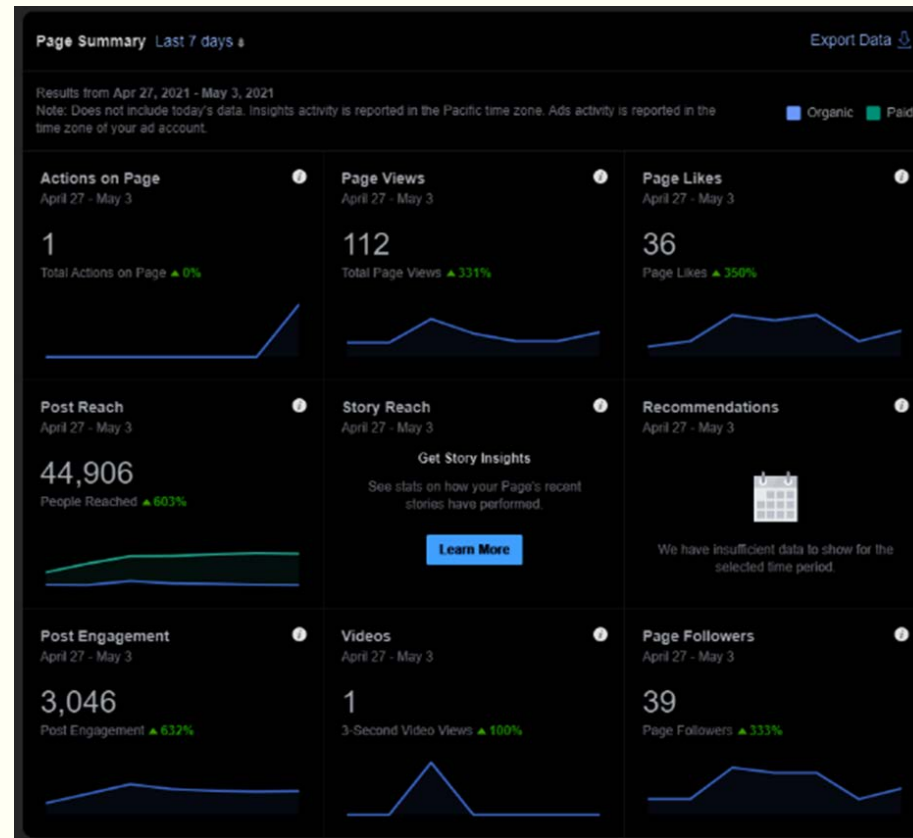 Page Summary Last 7 days
Export Data
Results from Apr 27, 2021 - May 3, 2021
Note: Does not include today's data. Insights activity is reported in the Pacific time zone. Ads activity is reported in the
time zone of your ad account.
Organic Paid
Actions on Page
April 27 - May 3
1
Total Actions on Page ▲ 0%
Page Views
April 27 - May 3
112
Total Page Views ▲ 331%
Page Likes
April 27 - May 3
36
Page Likes ▲ 350%
Post Reach
April 27 - May 3
44,906
People Reached ▲ 603%
Story Reach
April 27 - May 3
Get Story Insights
See stats on how your Page's recent
stories have performed.
Learn More
Recommendations
April 27 - May 3
We have insufficient data to show for the
selected time period.
Post Engagement
April 27 - May 3
3,046
Post Engagement ▲ 632%
Videos
April 27 - May 3
1
3-Second Video Views ▲ 100%
Page Followers
April 27 - May 3
39
Page Followers ▲ 333%